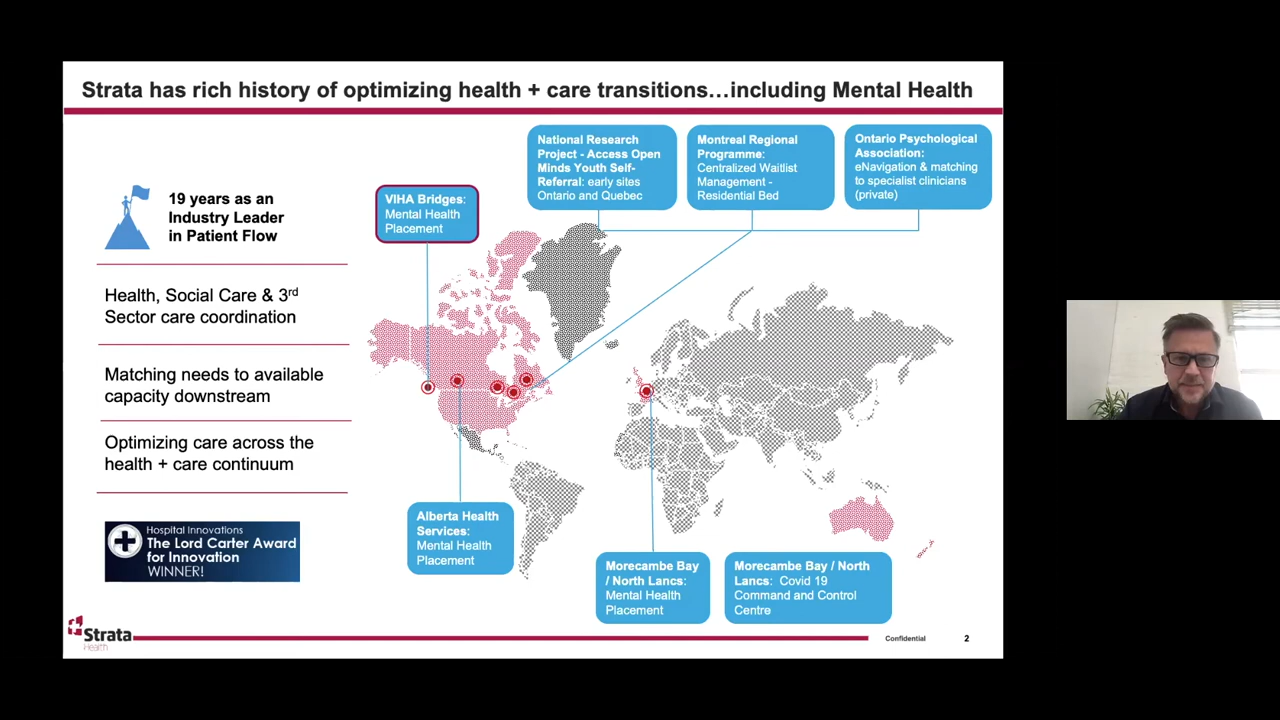 Strata has rich history of optimizing health + care transitions…including Mental Health
19 years as an
Industry Leader
in Patient Flow
Health, Social Care & 3rd
Sector care coordination
Matching needs to available
capacity downstream
Optimizing care across the
health + care continuum
Hospital Innovations
The Lord Carter Award
for Innovation
WINNER!
VIHA Bridges:
Mental Health
Placement
National Research
Project - Access Open
Minds Youth Self-
Referral: early sites
Ontario and Quebec
Montreal Regional
Programme:
Centralized Waitlist
Management -
Residential Bed
Ontario Psychological
Association:
eNavigation & matching
to specialist clinicians
(private)
Alberta Health
Services:
Mental Health
Placement
Morecambe Bay
/ North Lancs:
Mental Health
Placement
Morecambe Bay / North
Lancs: Covid 19
Command and Control
Centre
Strata
Health
Confidential
2